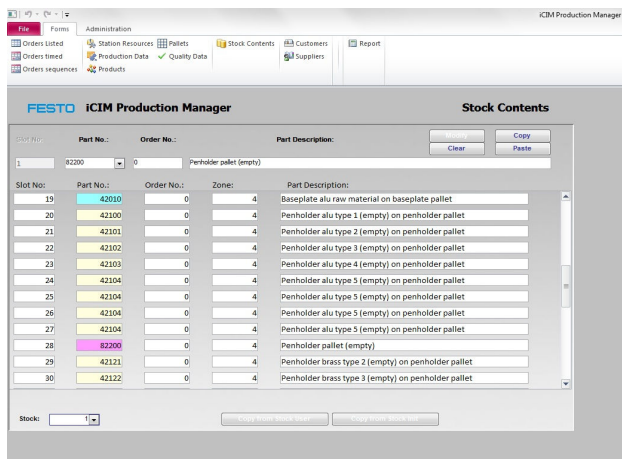 iCIM Production Manager
File Forms Administration
Orders Listed Station Resources Pallets Stock Contents Customers Report
Orders timed Production Data Quality Data Suppliers
Orders sequences Products
FESTO iCIM Production Manager Stock Contents
Slot No: Part No.: Order No.: Part Description: Modify Copy
Clear Paste
1 82200 0 Penholder pallet (empty)
Slot No: Part No.: Order No.: Zone: Part Description:
19 42010 0 4 Baseplate alu raw material on baseplate pallet
20 42100 0 4 Penholder alu type 1 (empty) on penholder pallet
21 42101 0 4 Penholder alu type 2 (empty) on penholder pallet
22 42102 0 4 Penholder alu type 3 (empty) on penholder pallet
23 42103 0 4 Penholder alu type 4 (empty) on penholder pallet
24 42104 0 4 Penholder alu type 5 (empty) on penholder pallet
25 42104 0 4 Penholder alu type 5 (empty) on penholder pallet
26 42104 0 4 Penholder alu type 5 (empty) on penholder pallet
27 42104 0 4 Penholder alu type 5 (empty) on penholder pallet
28 82200 0 4 Penholder pallet (empty)
29 42121 0 4 Penholder brass type 2 (empty) on penholder pallet
30 42122 0 4 Penholder brass type 3 (empty) on penholder pallet
Stock: 1 Copy from Stock User Copy from Stock